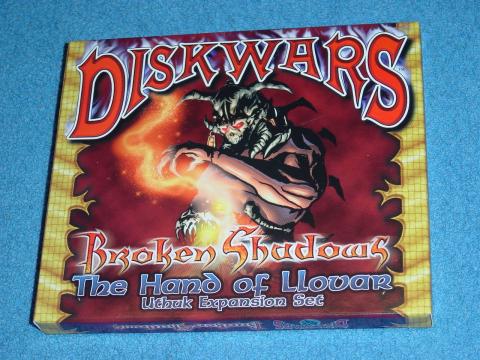 DISKWARS
Broken Shadows
The Hand of Llovar
Uthuk Expansion Set